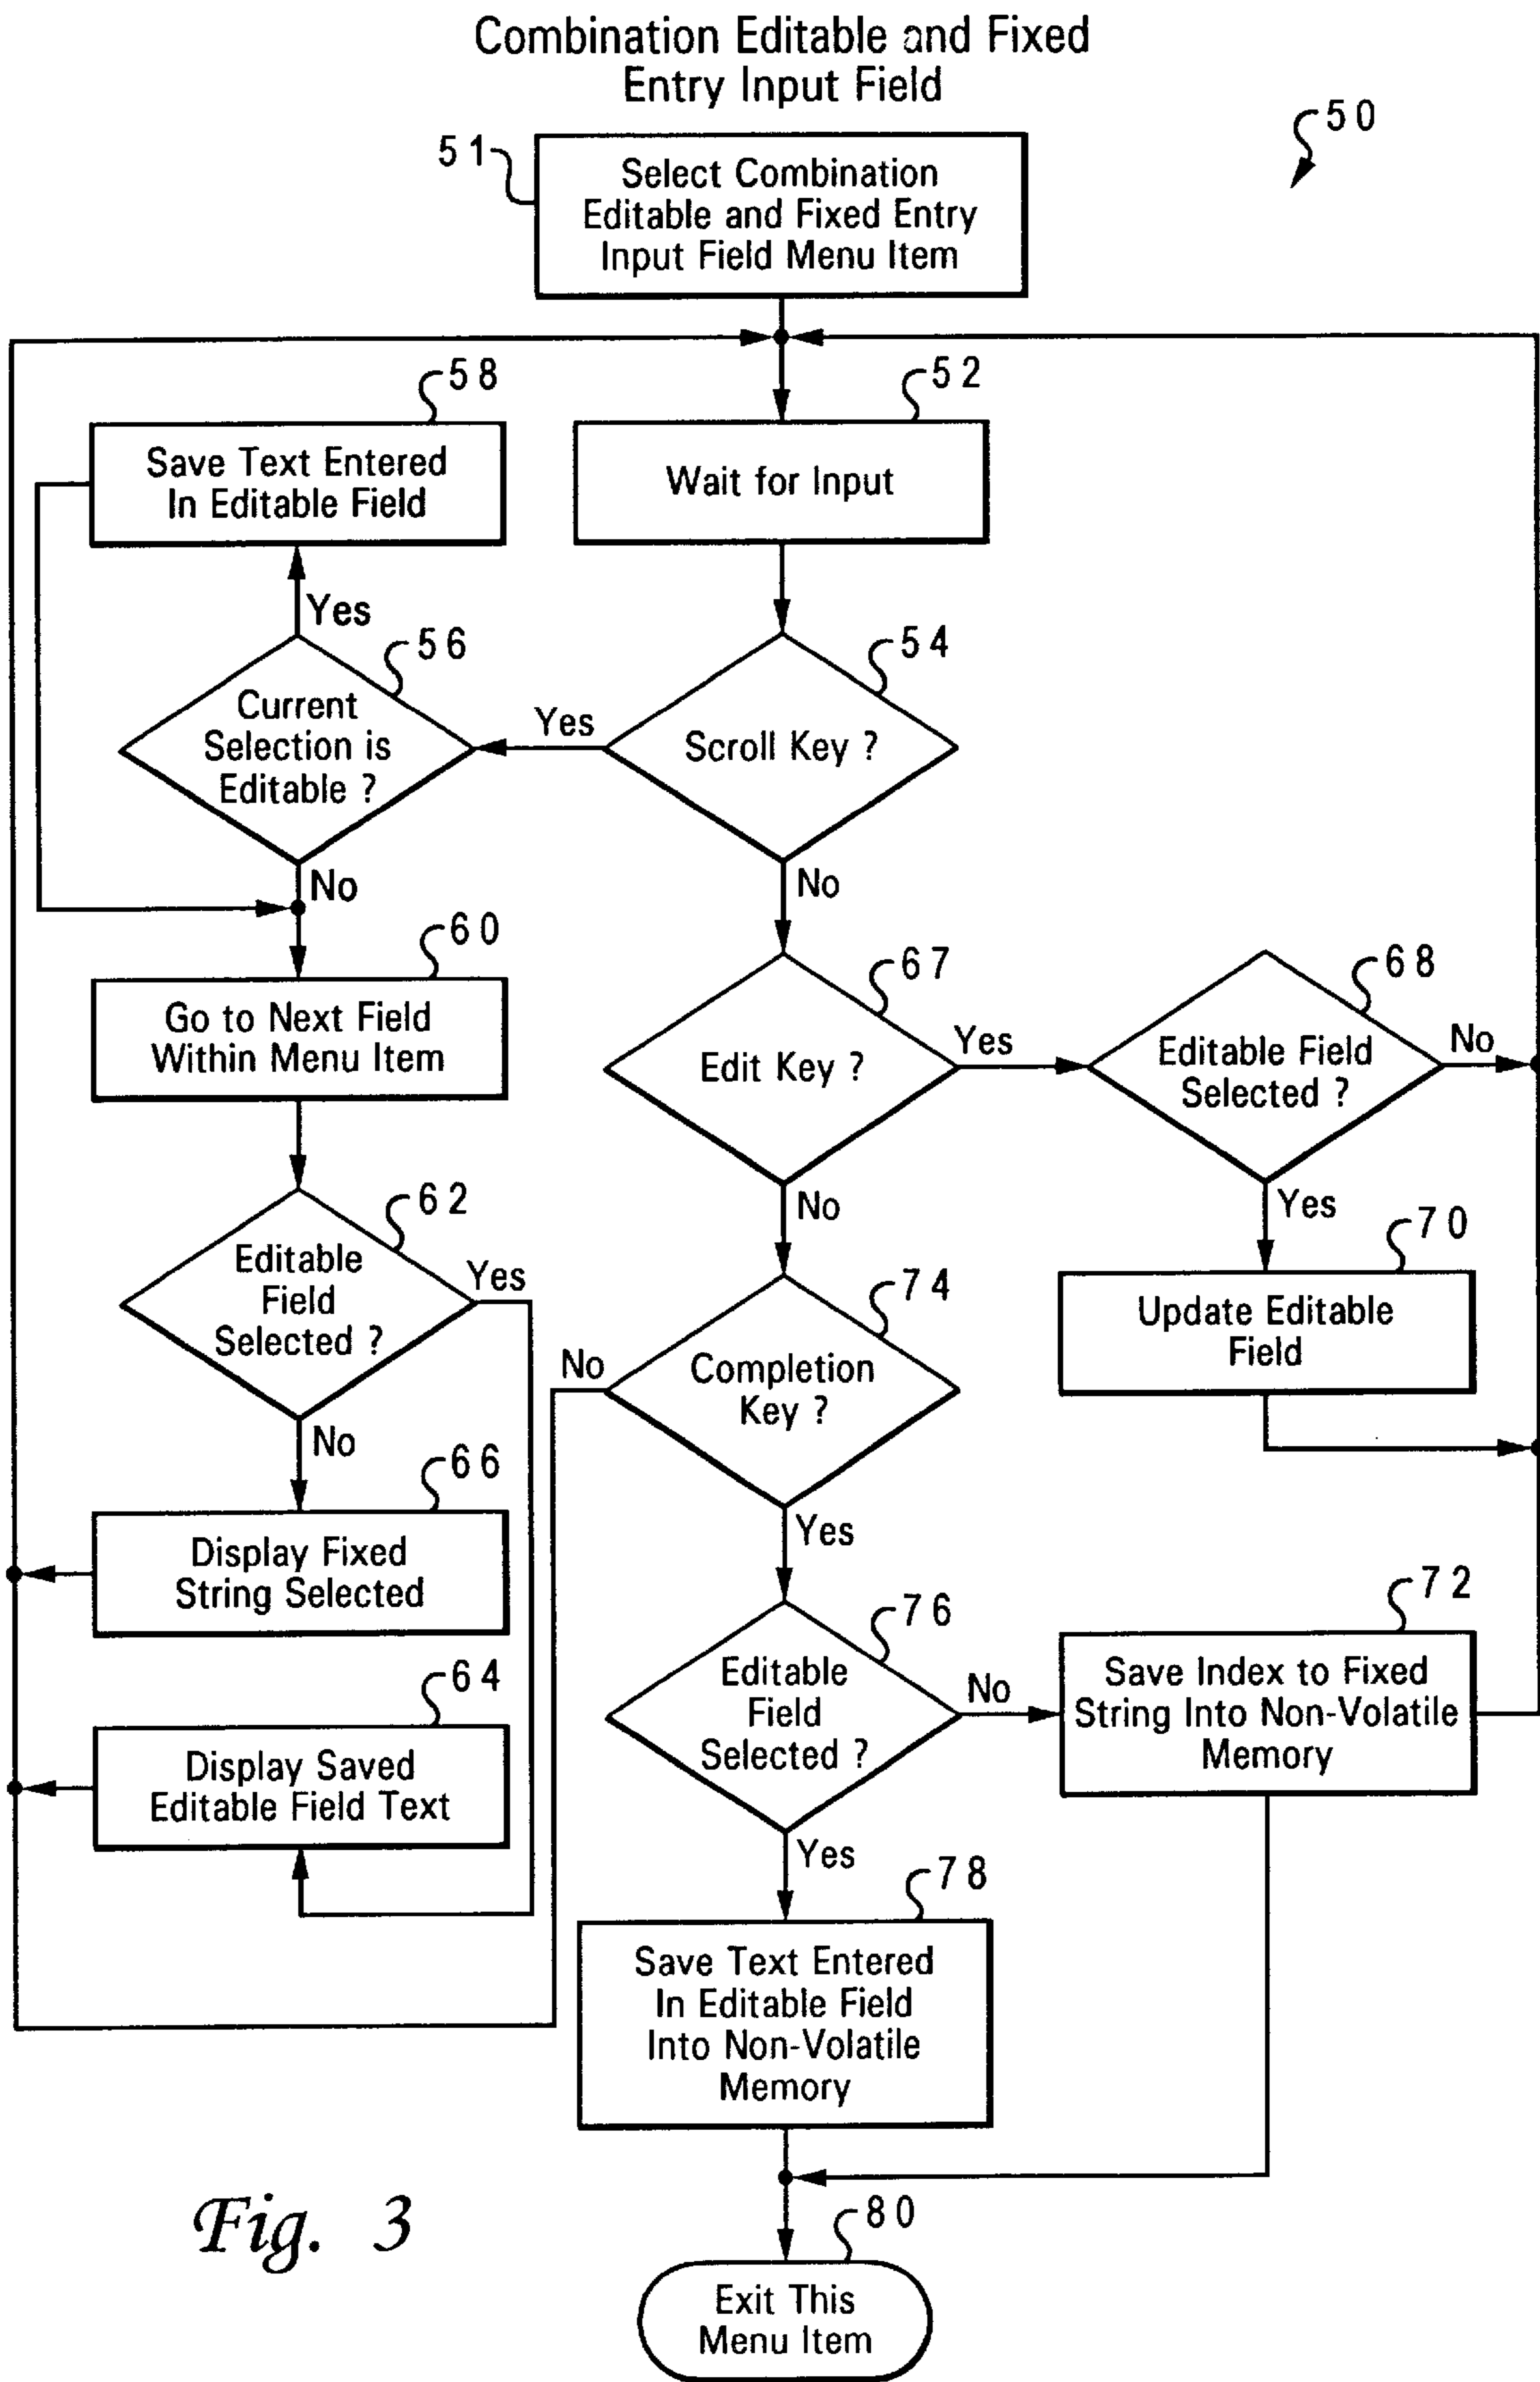 Combination Editable and Fixed
Entry Input Field
50
51
Select Combination
Editable and Fixed Entry
Input Field Menu Item
58
Save Text Entered
In Editable Field
52
Wait for Input
Yes
56
Current
Selection is
Editable ?
Yes
54
Scroll Key ?
No
No
60
Go to Next Field
Within Menu Item
67
Edit Key ?
Yes
68
Editable Field
Selected ?
No
62
Editable
Field
Selected ?
Yes
No
Yes
70
Update Editable
Field
74
Completion
Key ?
No
No
66
Display Fixed
String Selected
Yes
76
Editable
Field
Selected ?
No
72
Save Index to Fixed
String Into Non-Volatile
Memory
64
Display Saved
Editable Field Text
Yes
78
Save Text Entered
In Editable Field
Into Non-Volatile
Memory
80
Exit This
Menu Item
Fig. 3